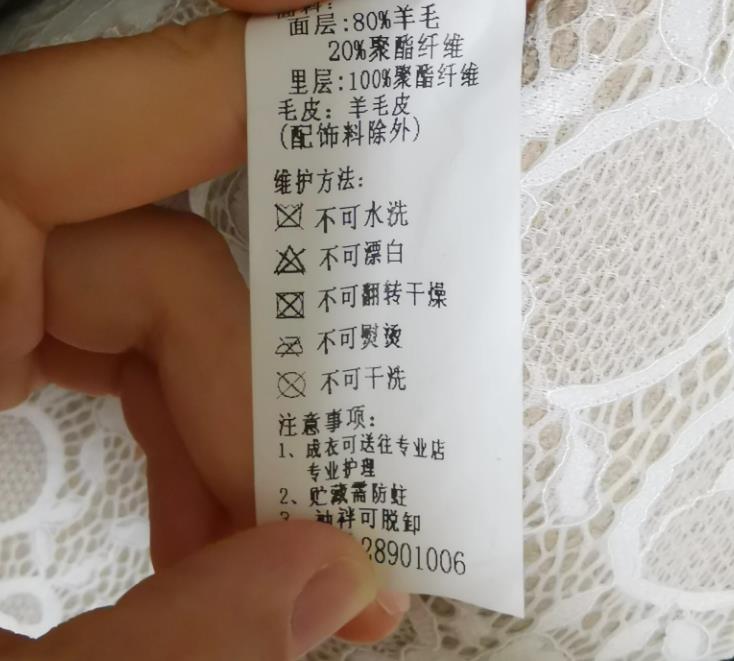 面料:
面层:80%羊毛
20%聚酯纤维
里层:100%聚酯纤维
毛皮: 羊毛皮
(配饰料除外)
维护方法:
不可水洗
不可漂白
不可翻转干燥
不可熨烫
不可干洗
注意事项:
1、成衣可送往专业店
专业护理
2、贮藏需防蛀
3、袖袢可脱卸
28901006